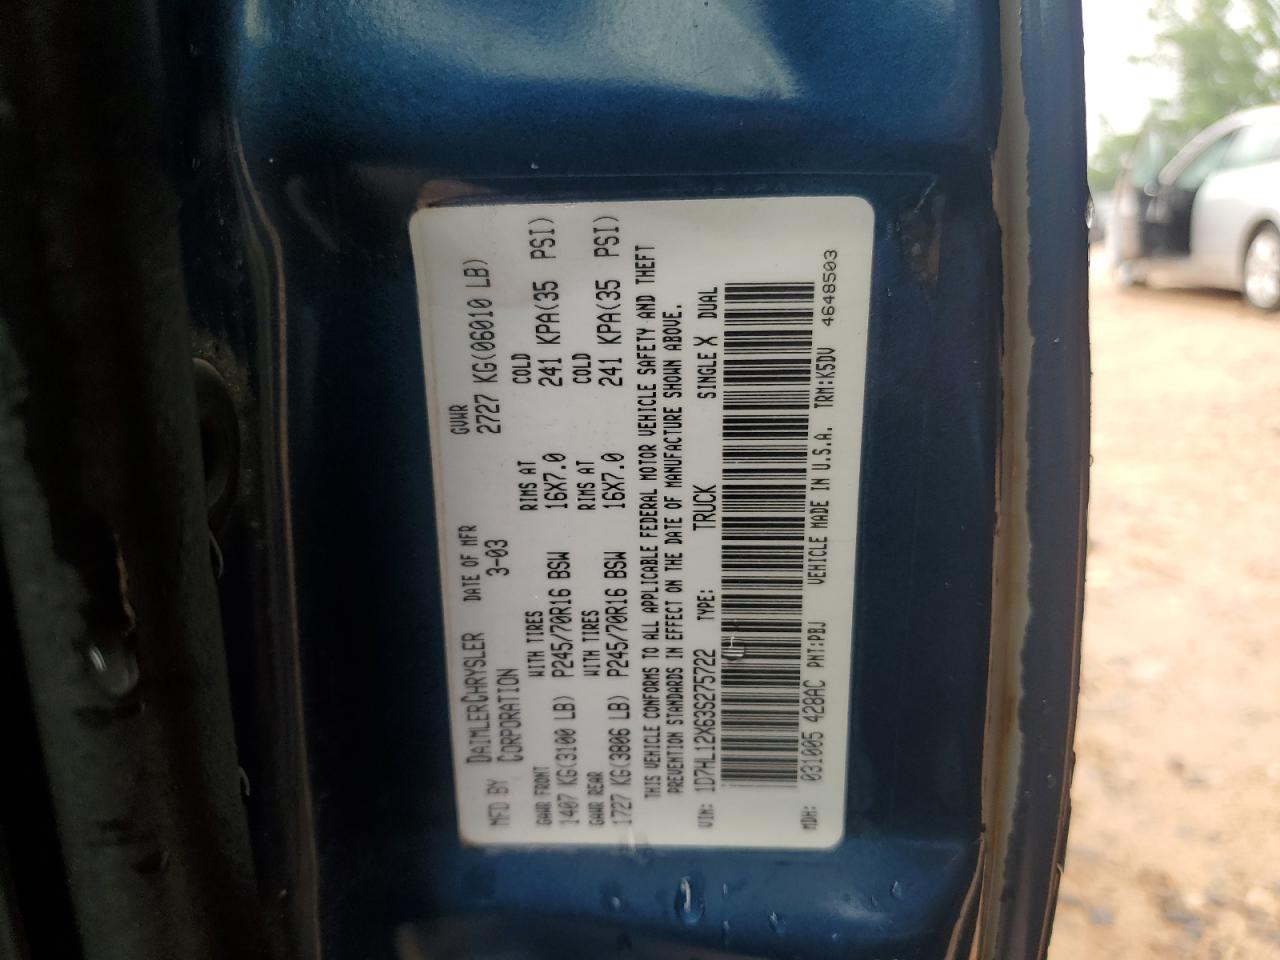 MFD BY DAIMLERCHRYSLER DATE OF MFR GVWR
CORPORATION 3-03 2727 KG(06010 LB)
GAWR FRONT WITH TIRES RIMS AT COLD
1407 KG(3100 LB) P245/70R16 BSW 16X7.0 241 KPA(35 PSI)
GAWR REAR WITH TIRES RIMS AT COLD
1727 KG(3806 LB) P245/70R16 BSW 16X7.0 241 KPA(35 PSI)
THIS VEHICLE CONFORMS TO ALL APPLICABLE FEDERAL MOTOR VEHICLE SAFETY AND THEFT
PREVENTION STANDARDS IN EFFECT ON THE DATE OF MANUFACTURE SHOWN ABOVE.
VIN: 1D7HL12X63S275722 TYPE: TRUCK SINGLE X DUAL
MDH: 031005 428AC PNT:PBJ VEHICLE MADE IN U.S.A. TRM:K5DV 4648503